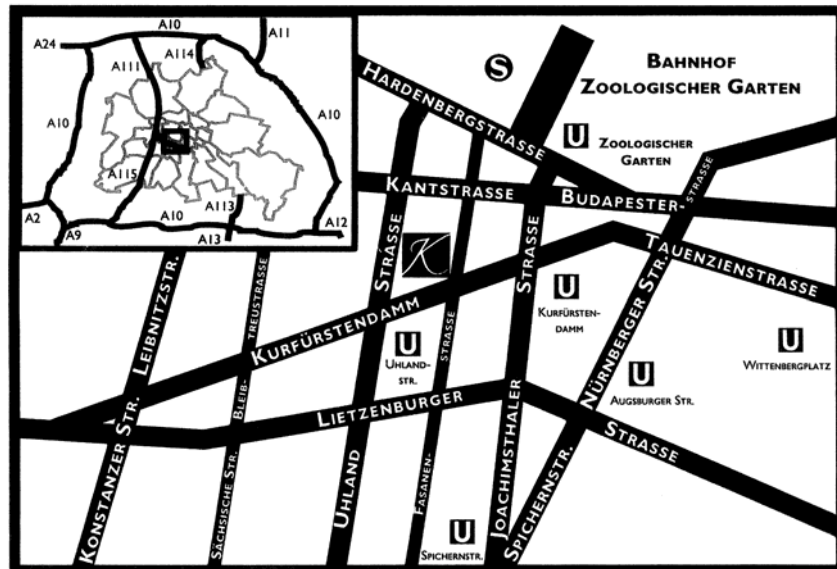 A10
A11
A24
A111
A114
A10
A10
A115
A113
A2
A10
A12
A9
A13
S
BAHNHOF
ZOOLOGISCHER GARTEN
HARDENBERGSTRASSE
U
ZOOLOGISCHER
GARTEN
KANTSTRASSE
BUDAPESTER-
STRASSE
UHLAND
STRASSE
K
KURFÜRSTENDAMM
TAUENZIENSTRASSE
LEIBNITZSTR.
KONSTANZER STR.
BLEIB-
TREUSTRASSE
SÄCHSISCHE STR.
FASANEN-
STRASSE
JOACHIMSTHALER
STRASSE
NÜRNBERGER STR.
SPICHERNSTR.
LIETZENBURGER
STRASSE
U
KURFÜRSTEN-
DAMM
U
UHLAND-
STR.
U
WITTENBERGPLATZ
U
AUGSBURGER STR.
U
SPICHERNSTR.